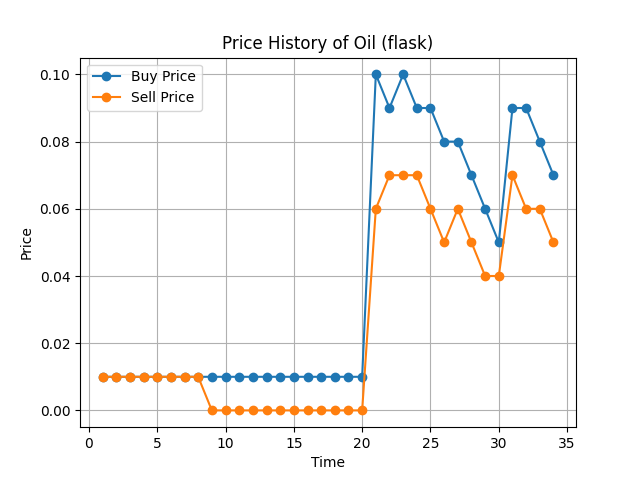 Price History of Oil (flask)
Buy Price
Sell Price
0.10
0.08
0.06
0.04
0.02
0.00
Price
0 5 10 15 20 25 30 35
Time